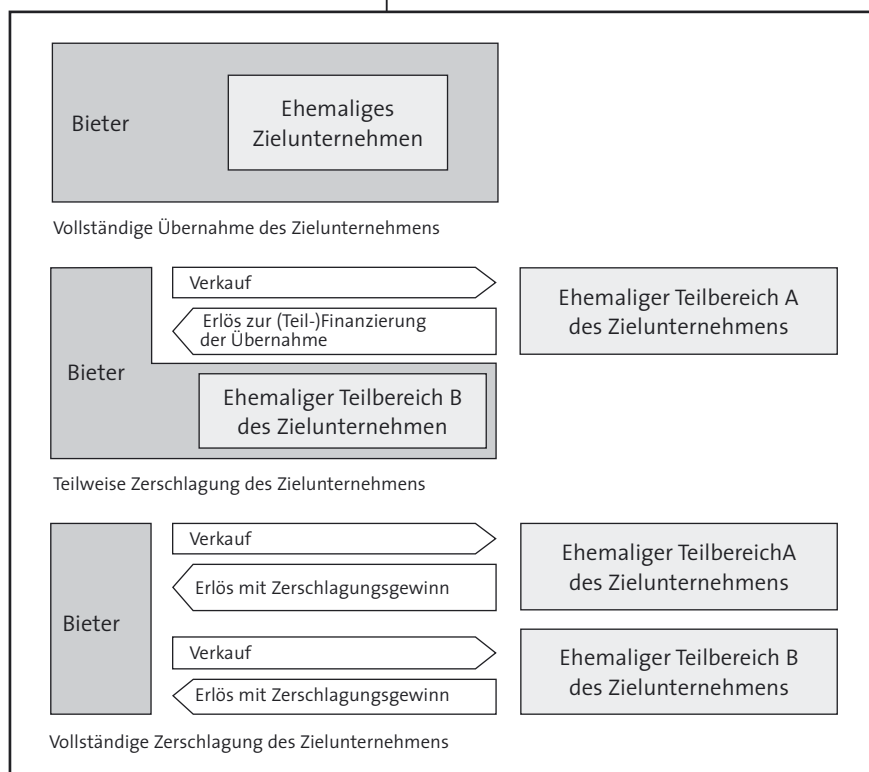 Bieter
Ehemaliges
Zielunternehmen
Vollständige Übernahme des Zielunternehmens
Verkauf
Erlös zur (Teil-)Finanzierung
der Übernahme
Ehemaliger Teilbereich A
des Zielunternehmens
Bieter
Ehemaliger Teilbereich B
des Zielunternehmen
Teilweise Zerschlagung des Zielunternehmens
Bieter
Verkauf
Erlös mit Zerschlagungsgewinn
Ehemaliger TeilbereichA
des Zielunternehmens
Verkauf
Erlös mit Zerschlagungsgewinn
Ehemaliger Teilbereich B
des Zielunternehmens
Vollständige Zerschlagung des Zielunternehmens